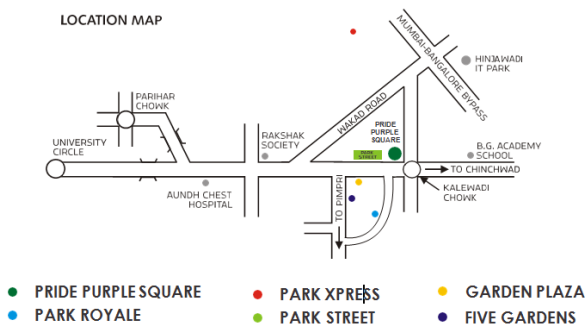 LOCATION MAP
MUMBAI-BANGALORE BYPASS
HINJAWADI
IT PARK
PARIHAR
CHOWK
WAKAD ROAD
PRIDE
PURPLE
SQUARE
UNIVERSITY
CIRCLE
RAKSHAK
SOCIETY
PARK
STREET
B.G. ACADEMY
SCHOOL
TO CHINCHWAD
AUNDH CHEST
HOSPITAL
TO PIMPRI
KALEWADI
CHOWK
PRIDE PURPLE SQUARE
PARK XPRESS
GARDEN PLAZA
PARK ROYALE
PARK STREET
FIVE GARDENS